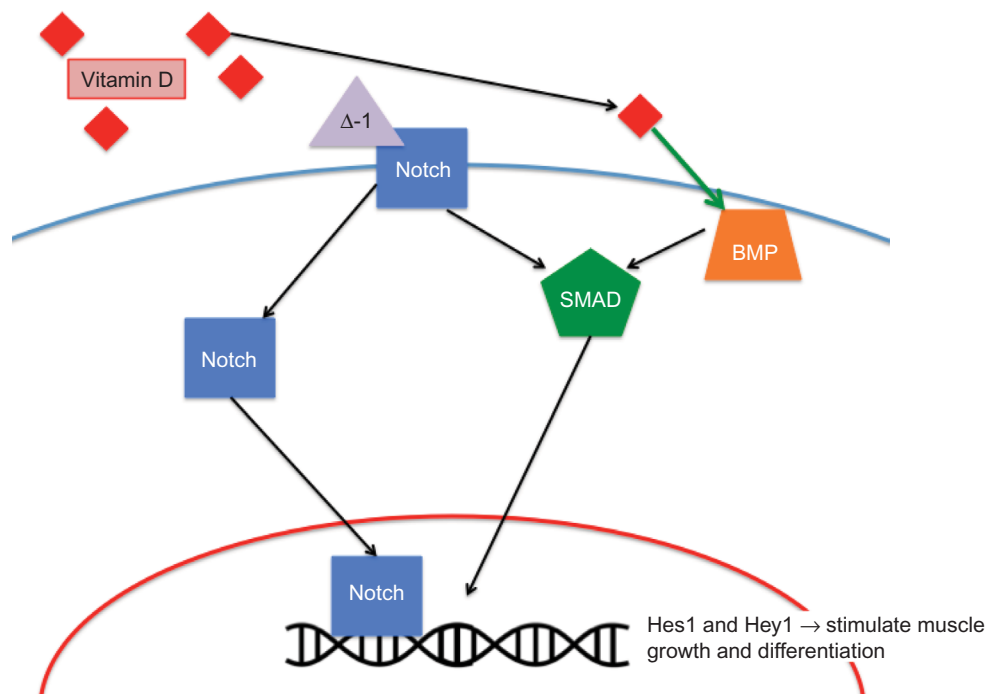 Vitamin D
Δ-1
Notch
BMP
SMAD
Notch
Notch
Hes1 and Hey1 → stimulate muscle
growth and differentiation